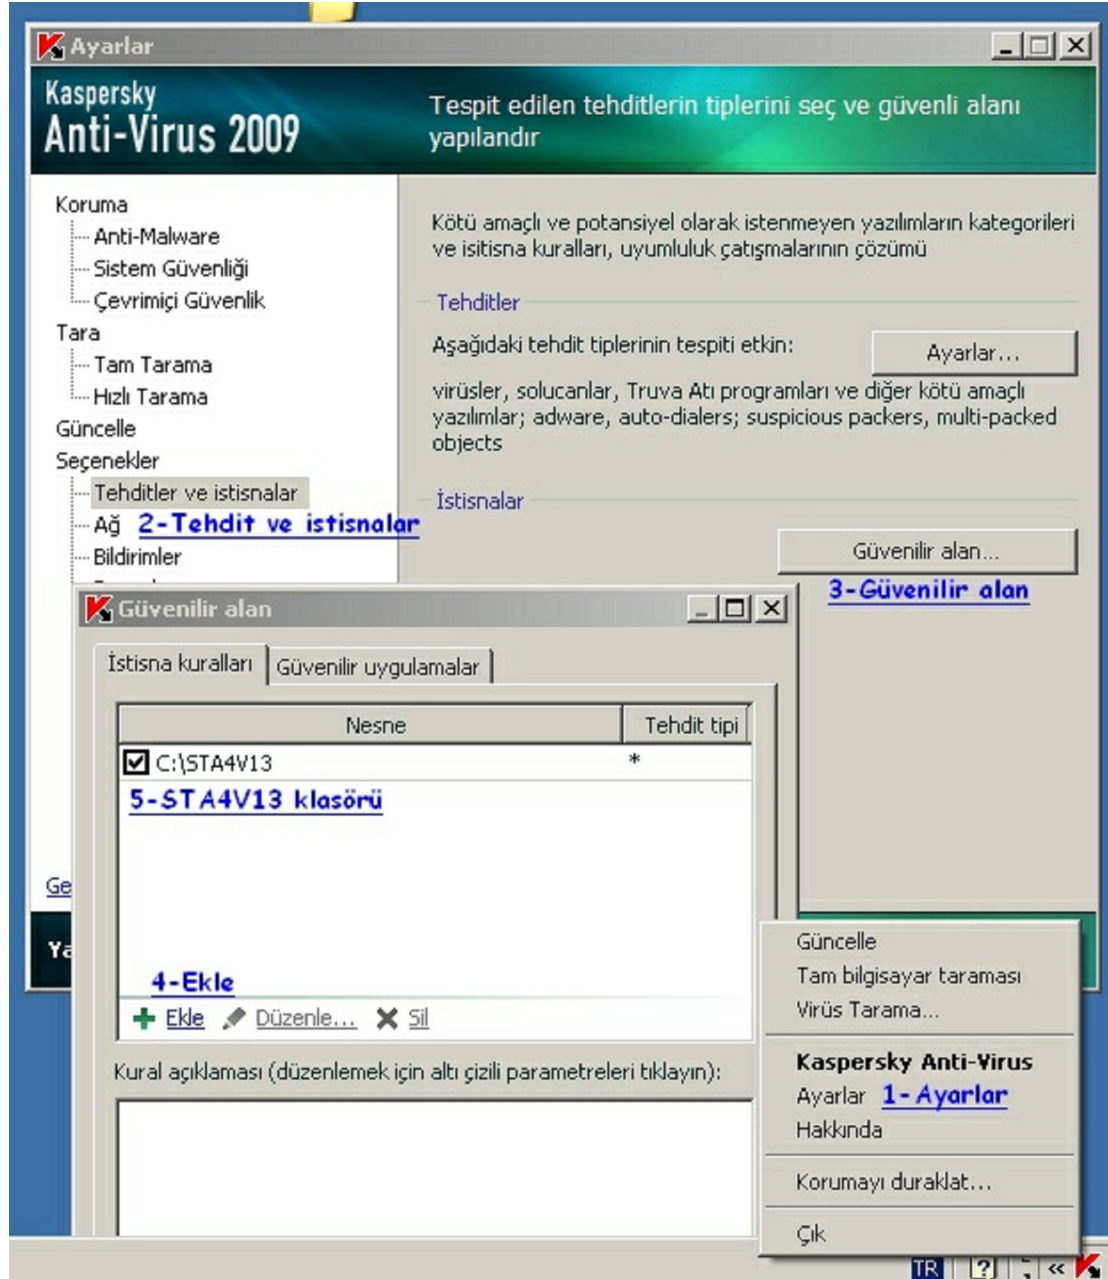 Ayarlar
Kaspersky
Anti-Virus 2009
Tespit edilen tehditlerin tiplerini seç ve güvenli alanı
yapılandır
Koruma
Anti-Malware
Sistem Güvenliği
Çevrimiçi Güvenlik
Tara
Tam Tarama
Hızlı Tarama
Güncelle
Seçenekler
Tehditler ve istisnalar
Ağ 2-Tehdit ve istisnalar
Bildirimler
Kötü amaçlı ve potansiyel olarak istenmeyen yazılımların kategorileri
ve isitisna kuralları, uyumluluk çatışmalarının çözümü
Tehditler
Aşağıdaki tehdit tiplerinin tespiti etkin:
Ayarlar...
virüsler, solucanlar, Truva Atı programları ve diğer kötü amaçlı
yazılımlar; adware, auto-dialers; suspicious packers, multi-packed
objects
İstisnalar
Güvenilir alan...
3-Güvenilir alan
Güvenilir alan
İstisna kuralları Güvenilir uygulamalar
Nesne Tehdit tipi
C:\STA4V13 *
5-STA4V13 klasörü
4-Ekle
Ekle Düzenle... Sil
Kural açıklaması (düzenlemek için altı çizili parametreleri tıklayın):
Ge
Ya
Güncelle
Tam bilgisayar taraması
Virüs Tarama...
Kaspersky Anti-Virus
Ayarlar 1-Ayarlar
Hakkında
Korumayı duraklat...
Çık
TR ? «